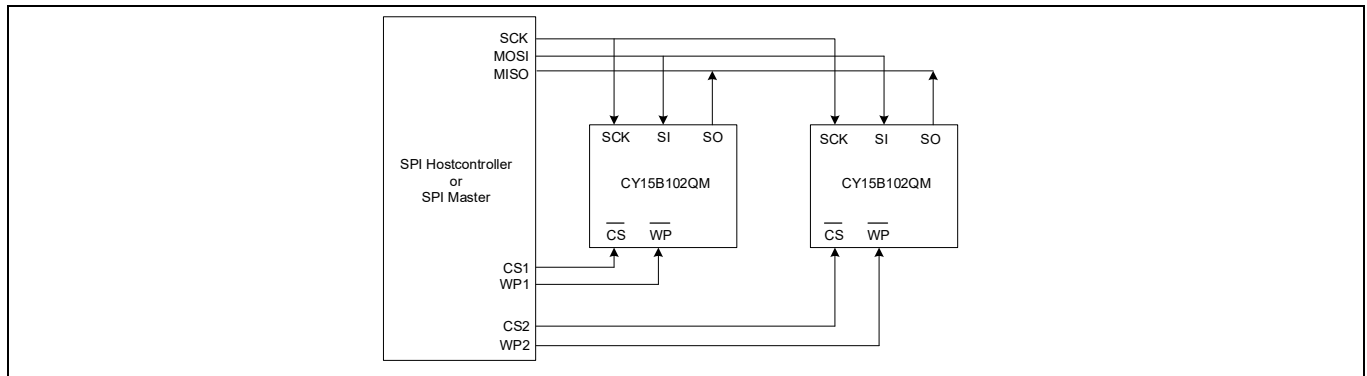 SCK
MOSI
MISO
SPI Hostcontroller
or
SPI Master
SCK SI SO
CY15B102QM
CS WP
SCK SI SO
CY15B102QM
CS WP
CS1
WP1
CS2
WP2